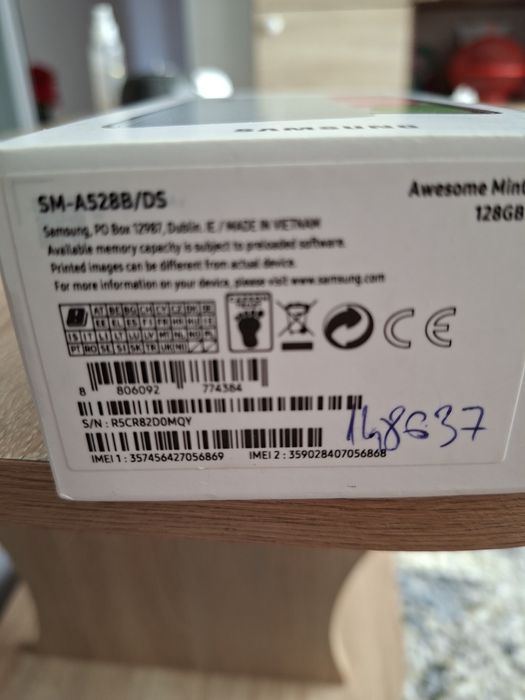 SAMSUNG
SM-A528B/DS
Awesome Mint
128GB
Samsung, PO Box 12987, Dublin. IE / MADE IN VIETNAM
Available memory capacity is subject to preloaded software.
Printed images can be different from actual device.
For more information on your device, please visit www.samsung.com
8 806092 774384
S/N : R5CR82D0MQY
IMEI 1 : 357456427056869 IMEI 2 : 359028407056868